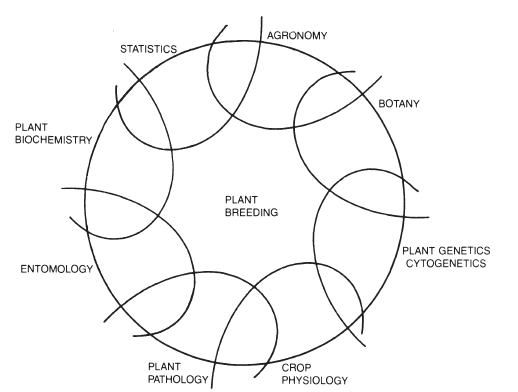 AGRONOMY
STATISTICS
BOTANY
PLANT
BIOCHEMISTRY
PLANT
BREEDING
PLANT GENETICS
CYTOGENETICS
ENTOMOLOGY
PLANT
PATHOLOGY
CROP
PHYSIOLOGY